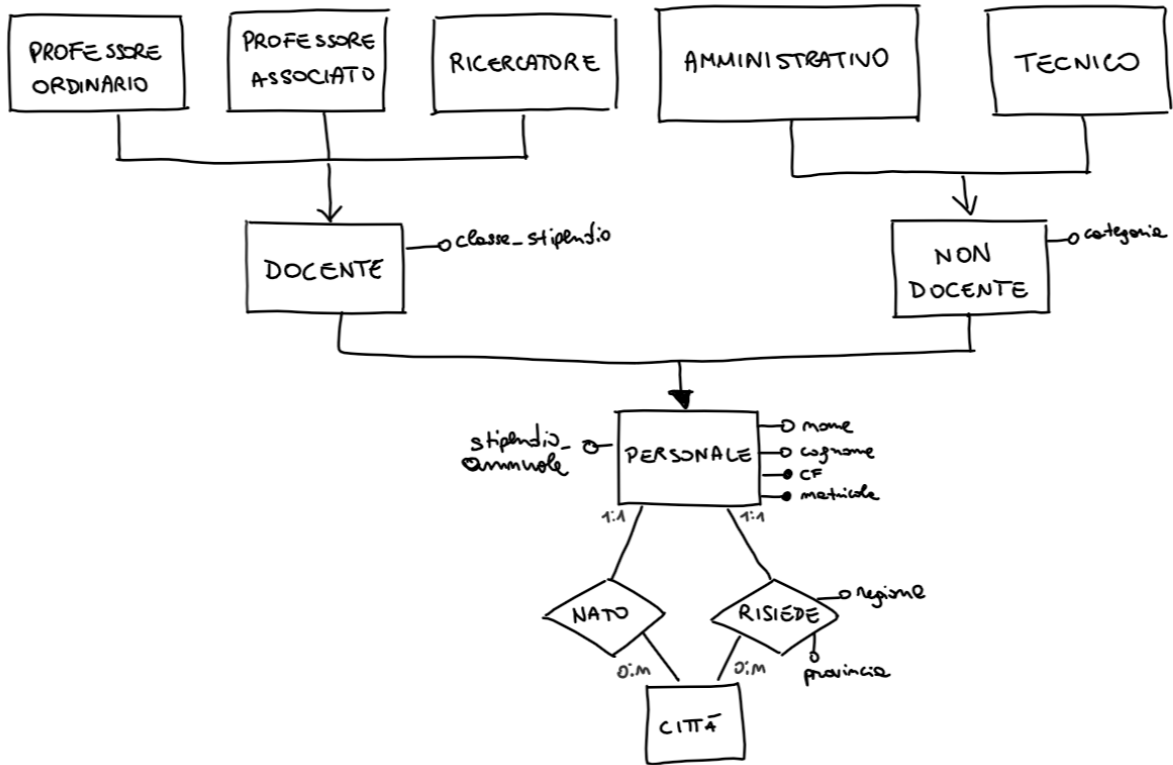 PROFESSORE
ORDINARIO
PROFESSORE
ASSOCIATO
RICERCATORE
AMMINISTRATIVO
TECNICO
DOCENTE
classe_stipendio
NON
DOCENTE
categoria
stipendio_
annuale
PERSONALE
nome
cognome
CF
matricola
1:1
1:1
NATO
RISIEDE
regione
provincia
0:m
0:m
CITTÀ